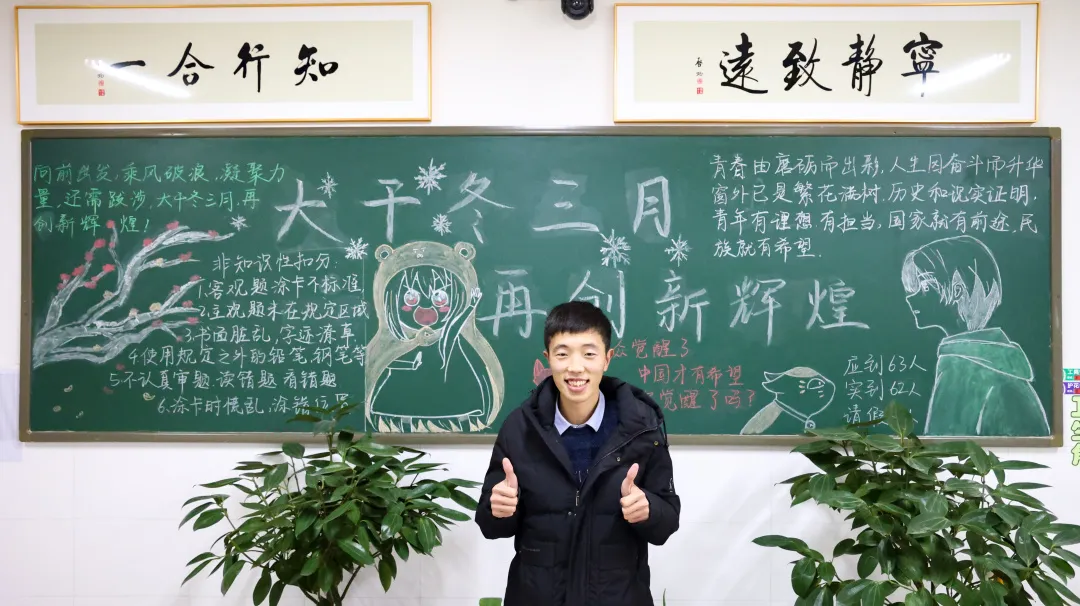 一合行知
遠致静寧
大干冬三月
再创新辉煌
向前出发,乘风破浪.凝聚力
量,还需跋涉.大干冬三月.再
创新辉煌!
非知识性扣分.
1.客观题涂卡不标准
2.主观题未在规定区域
3.书面脏乱,字迹潦草
4.使用规定之外的铅笔.钢笔等
5.不认真审题.读错题.看错题
6.涂卡时慌乱,涂错位置
青春由磨砺而出彩,人生因奋斗而升华
窗外已是繁花满树.历史和现实证明,
青年有理想.有担当,国家就有前途,民
族就有希望.
众觉醒了
中国才有希望
觉醒了吗?
应到63人
实到62人
请假